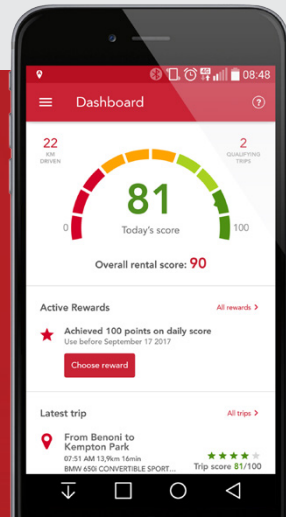 4G 08:48
Dashboard ?
22
KM
DRIVEN
2
QUALIFYING
TRIPS
81
0 Today's score 100
Overall rental score: 90
Active Rewards All rewards >
Achieved 100 points on daily score
Use before September 17 2017
Choose reward
Latest trip All trips >
From Benoni to
Kempton Park
07:51 AM 13,9km 16min
BMW 650i CONVERTIBLE SPORT... Trip score 81/100